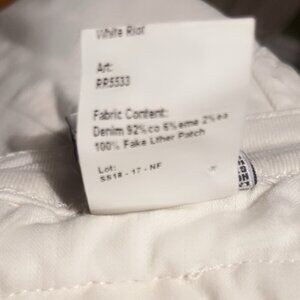 White Riot
Art:
RR5533
Fabric Content:
Denim 92%co 6%eme 2%ea
100% Fake Lther Patch
Lot:
SS18 - 17 - NF